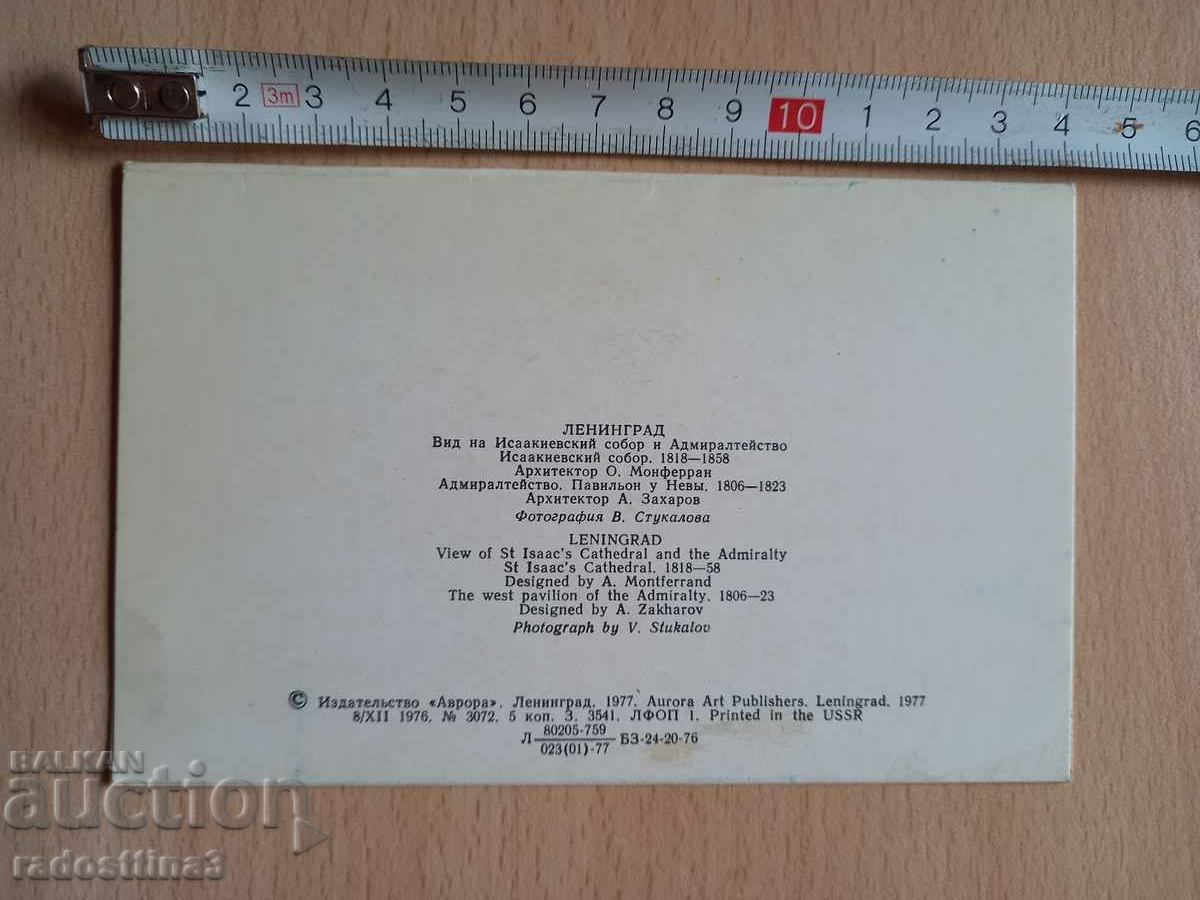 2 3m 3 4 5 6 7 8 9 10 1 2 3 4 5 6
ЛЕНИНГРАД
Вид на Исаакиевский собор и Адмиралтейство
Исаакиевский собор. 1818—1858
Архитектор О. Монферран
Адмиралтейство. Павильон у Невы. 1806—1823
Архитектор А. Захаров
Фотография В. Стукалова
LENINGRAD
View of St Isaac's Cathedral and the Admiralty
St Isaac's Cathedral. 1818—58
Designed by A. Montferrand
The west pavilion of the Admiralty. 1806—23
Designed by A. Zakharov
Photograph by V. Stukalov
© Издательство «Аврора». Ленинград. 1977. Aurora Art Publishers. Leningrad. 1977
8/XII 1976. № 3072. 5 коп. З. 3541. ЛФОП 1. Printed in the USSR
Л 80205-759
023(01)-77 БЗ-24-20-76
BALKAN
auction
radosttina3